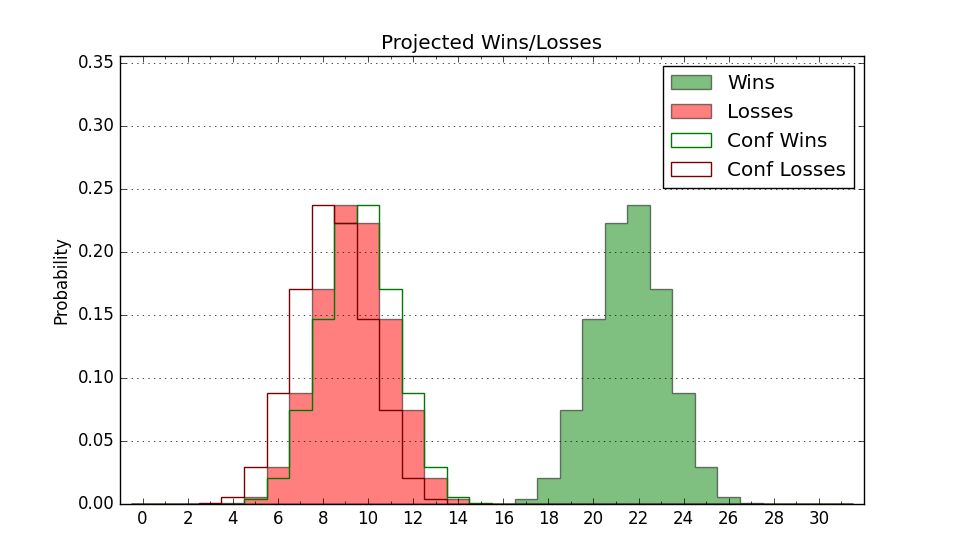 Projected Wins/Losses
0.35
0.30
0.25
0.20
0.15
0.10
0.05
0.00
Probability
Wins
Losses
Conf Wins
Conf Losses
0 2 4 6 8 10 12 14 16 18 20 22 24 26 28 30